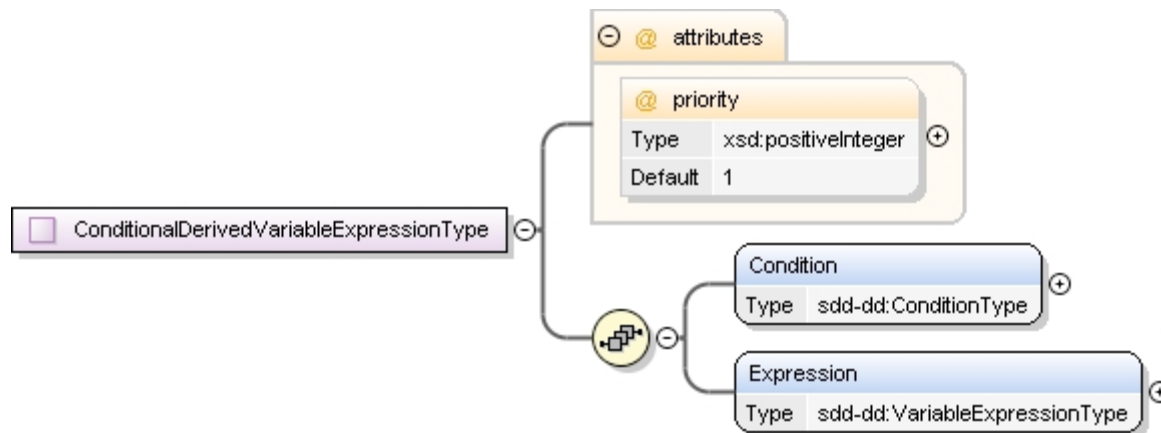 @ attributes
@ priority
Type xsd:positiveInteger
Default 1
ConditionalDerivedVariableExpressionType
Condition
Type sdd-dd:ConditionType
Expression
Type sdd-dd:VariableExpressionType